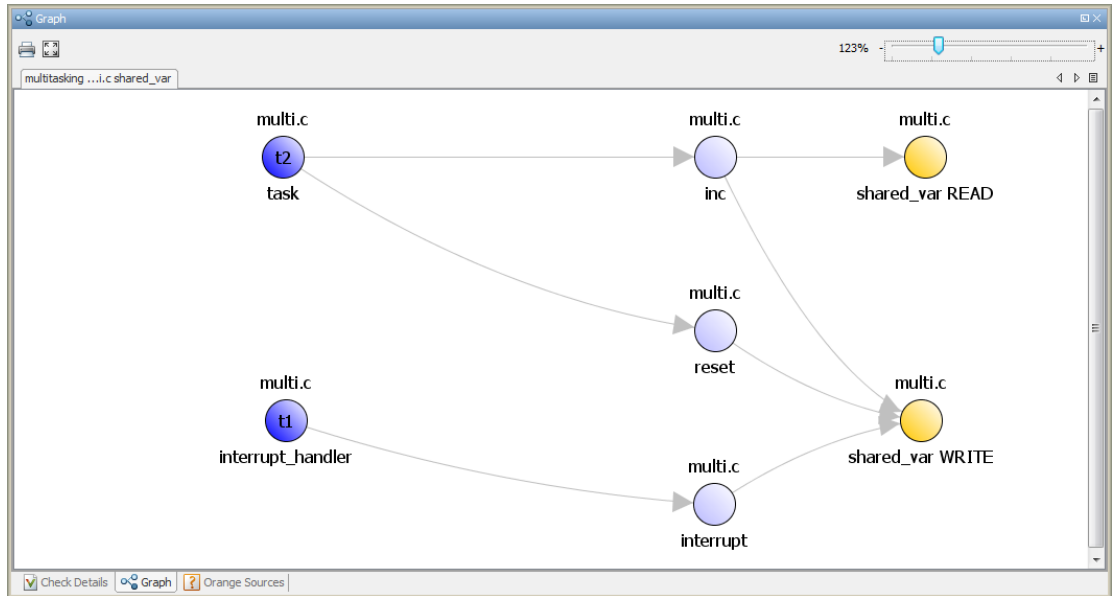 Graph
123% - +
multitasking ...i.c shared_var
multi.c multi.c multi.c
t2
task inc shared_var READ
multi.c
reset
multi.c multi.c
t1
interrupt_handler shared_var WRITE
multi.c
interrupt
Check Details Graph Orange Sources